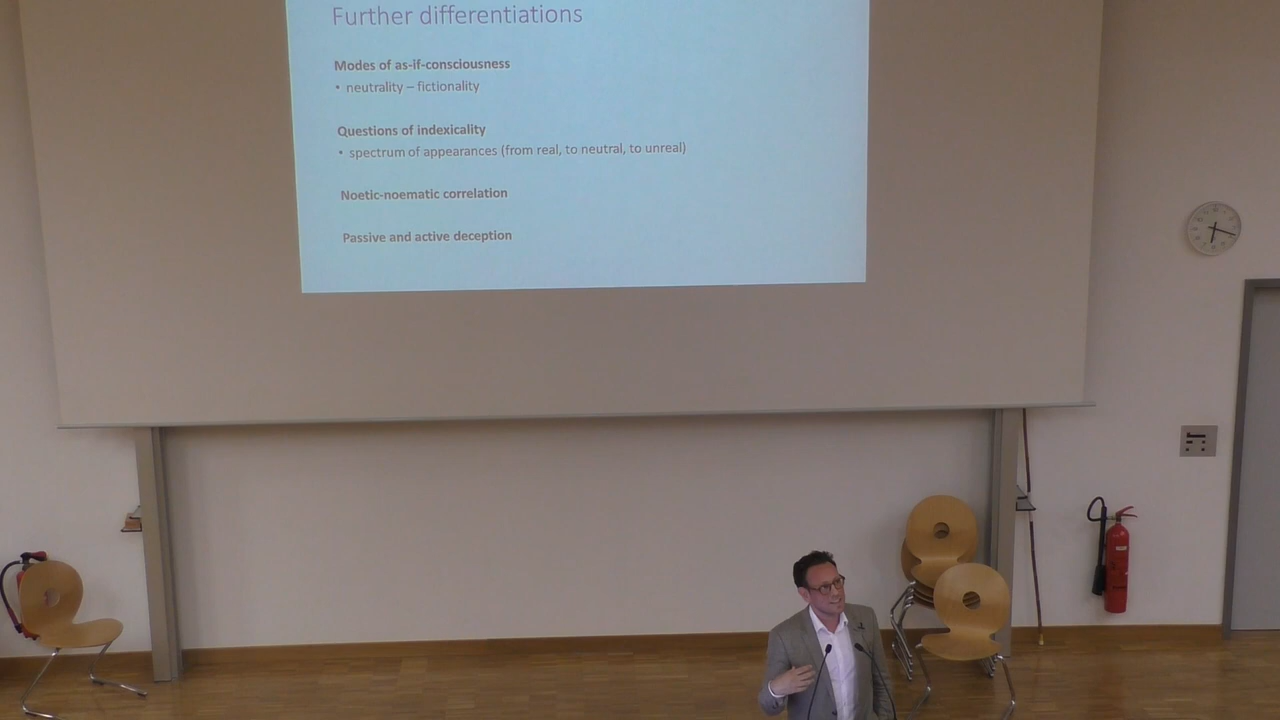 Further differentiations
Modes of as-if-consciousness
• neutrality – fictionality
Questions of indexicality
• spectrum of appearances (from real, to neutral, to unreal)
Noetic-noematic correlation
Passive and active deception